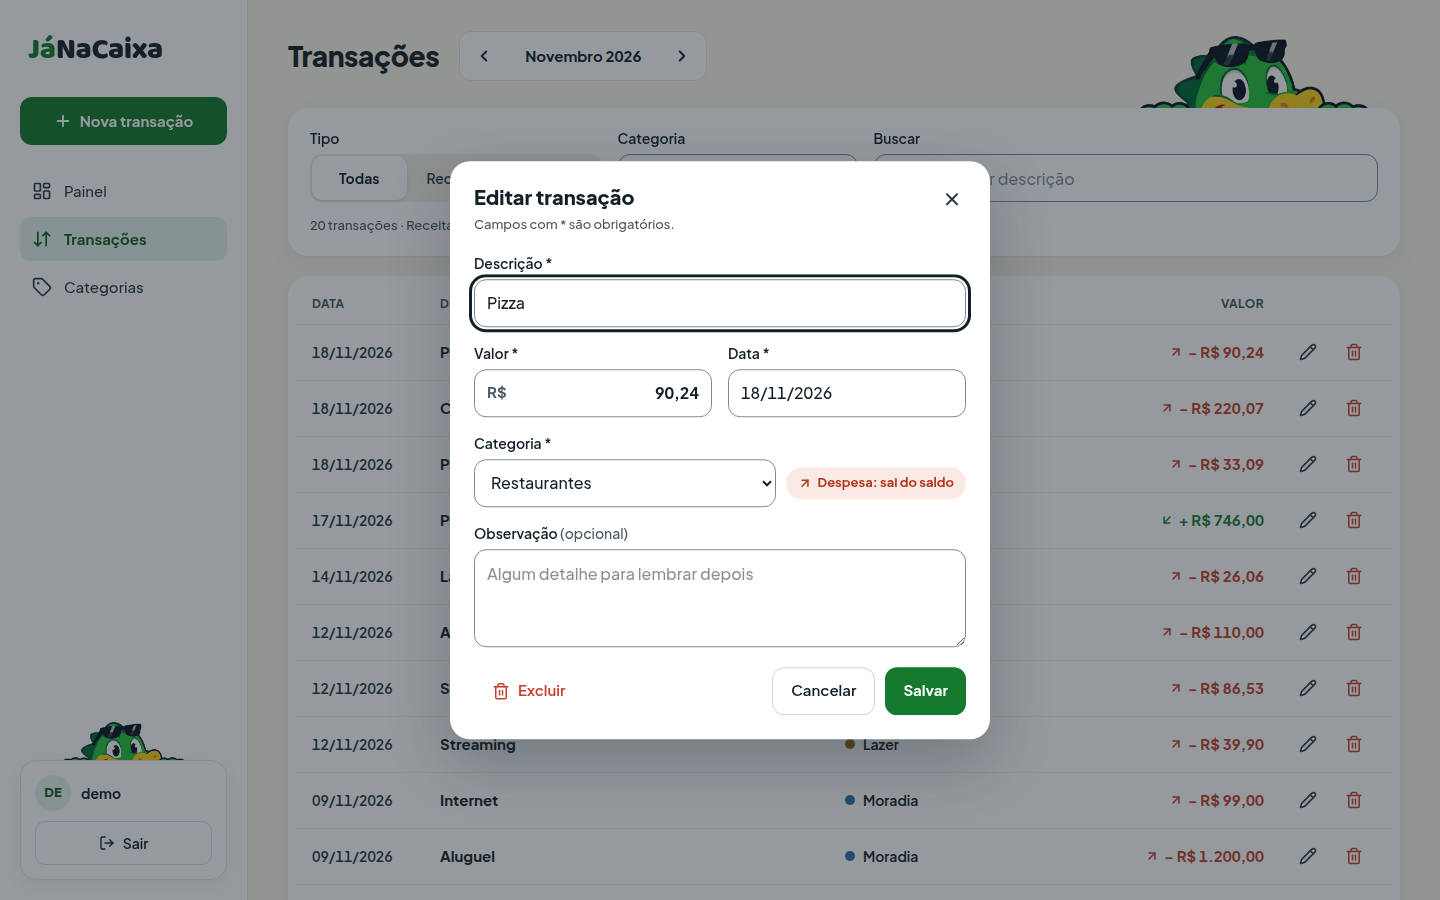 JáNaCaixa
Nova transação
Painel
Transações
Categorias
DE
demo
Sair
Transações
Novembro 2026
Tipo
Categoria
Buscar
Todas
descrição
20 transações
Editar transação
Campos com * são obrigatórios.
Descrição *
Pizza
Valor *
Data *
R$ 90,24
18/11/2026
Categoria *
Restaurantes
Despesa: sai do saldo
Observação (opcional)
Algum detalhe para lembrar depois
Excluir
Cancelar
Salvar
DATA
VALOR
18/11/2026 − R$ 90,24
18/11/2026 − R$ 220,07
18/11/2026 − R$ 33,09
17/11/2026 + R$ 746,00
14/11/2026 − R$ 26,06
12/11/2026 − R$ 110,00
12/11/2026 − R$ 86,53
12/11/2026 Streaming Lazer − R$ 39,90
09/11/2026 Internet Moradia − R$ 99,00
09/11/2026 Aluguel Moradia − R$ 1.200,00